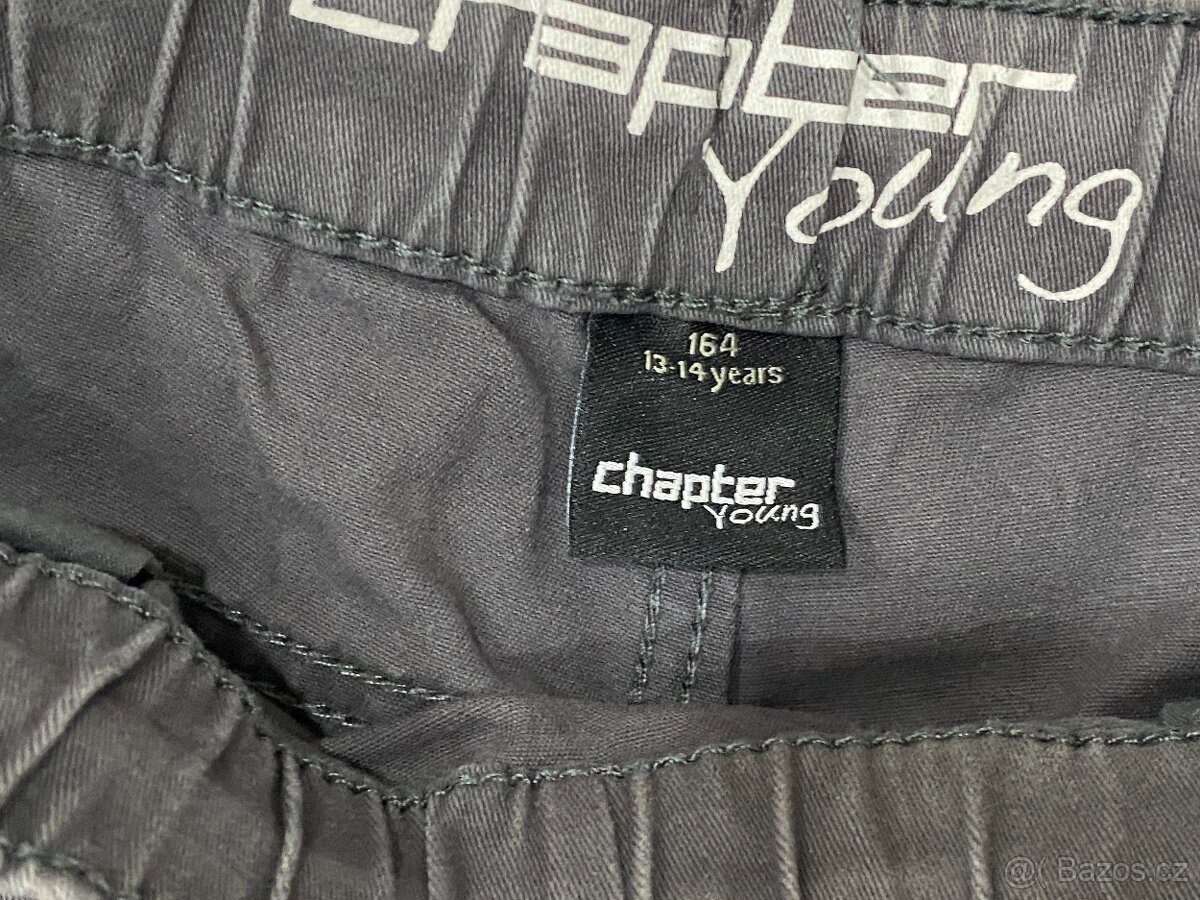 chapter
Young
164
13-14 years
chapter
Young
@( Bazos.cz